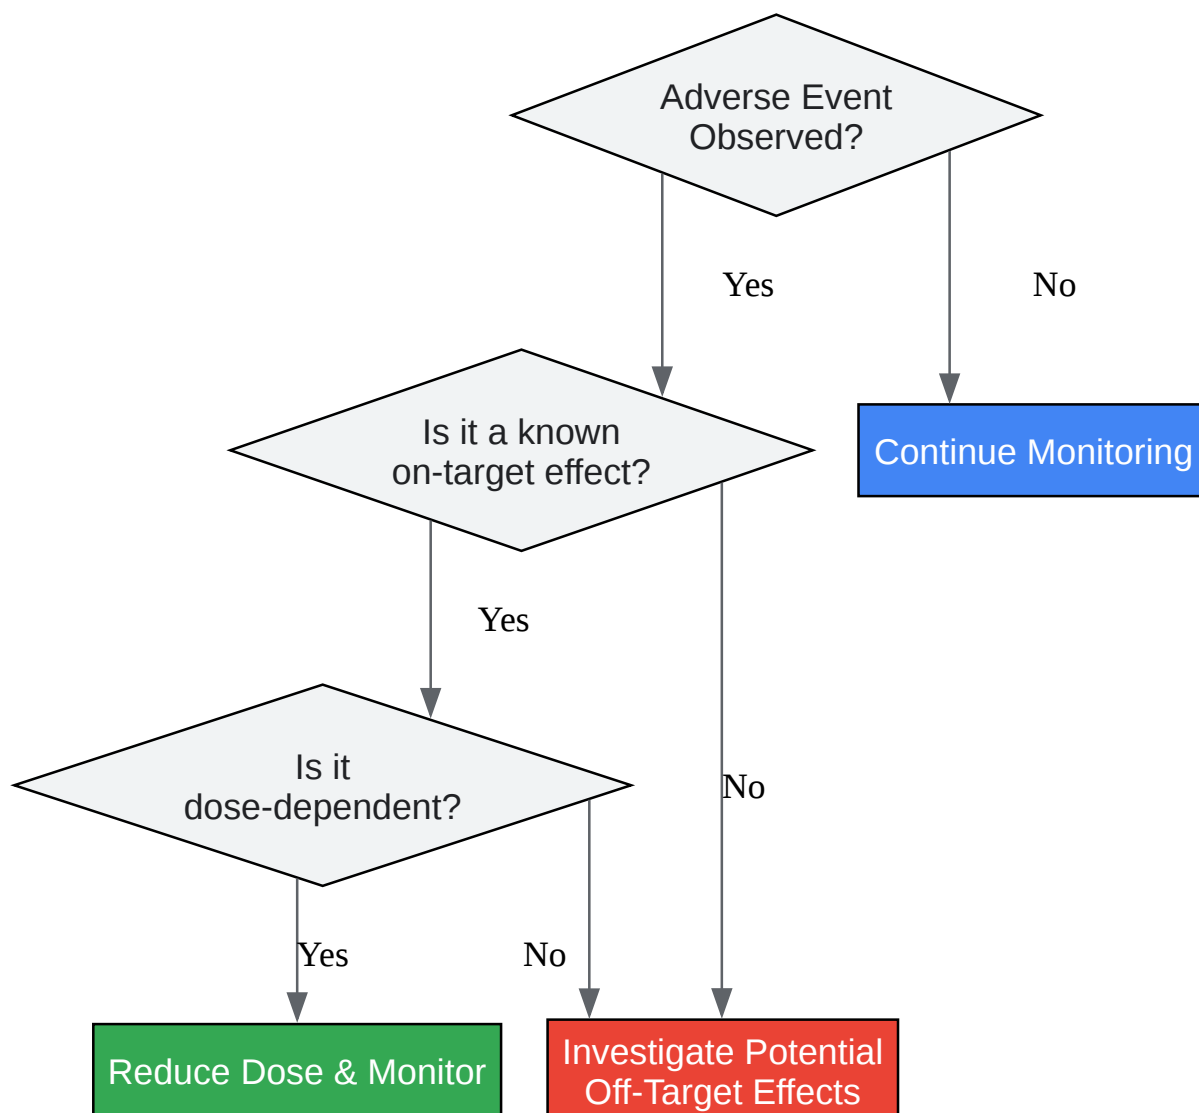 Adverse Event
Observed?
Yes
No
Is it a known
on-target effect?
Continue Monitoring
Yes
Is it
dose-dependent?
No
Yes
No
Reduce Dose & Monitor
Investigate Potential
Off-Target Effects